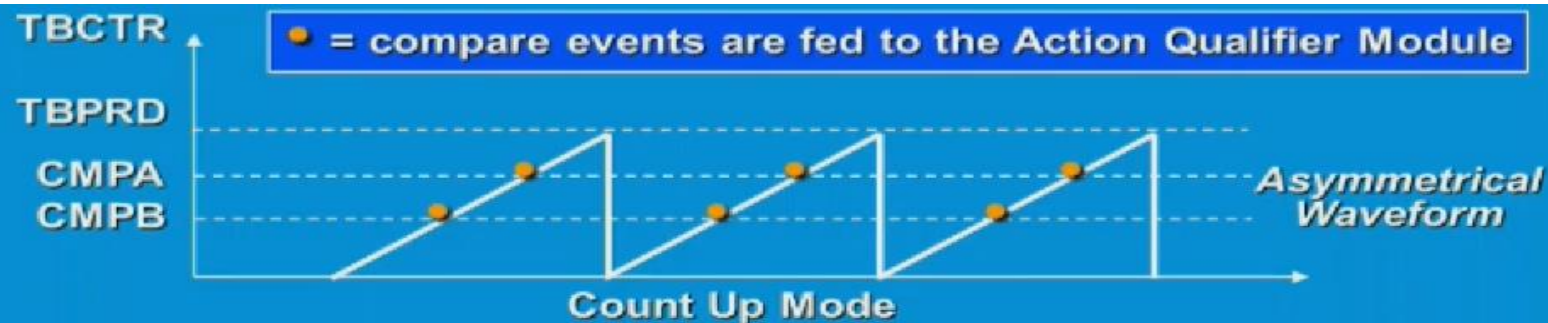 TBCTR
= compare events are fed to the Action Qualifier Module
TBPRD
CMPA
CMPB
Asymmetrical
Waveform
Count Up Mode